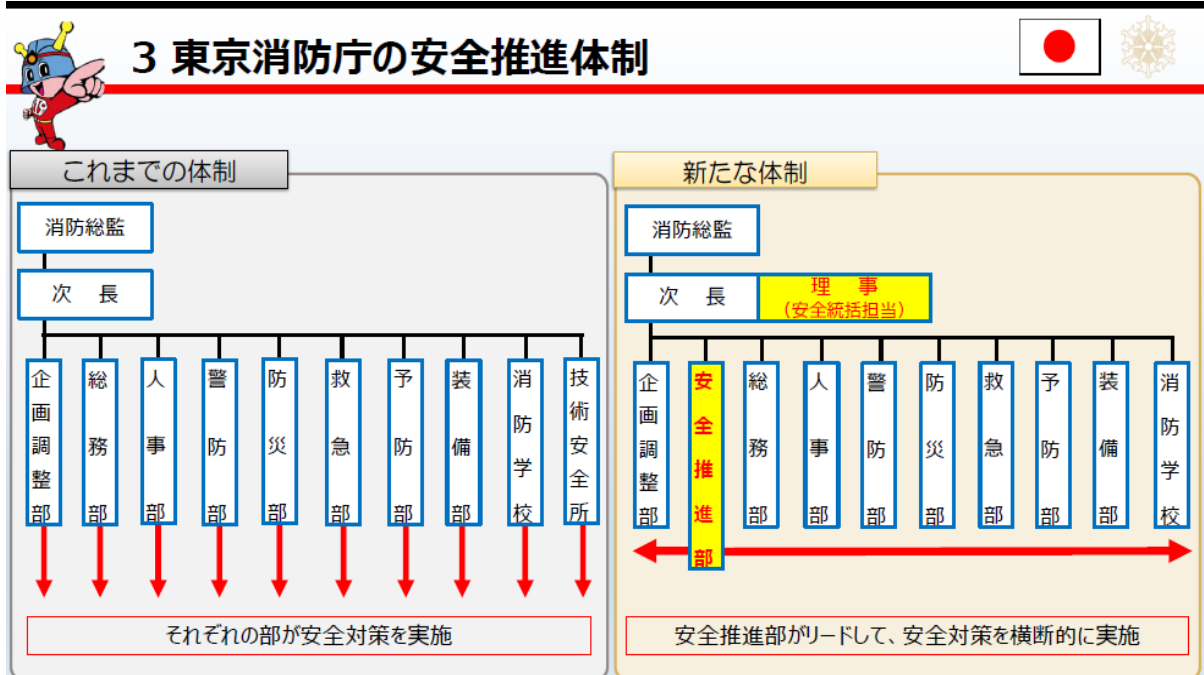 3 東京消防庁の安全推進体制
これまでの体制
消防総監
次 長
企画調整部
総務部
人事部
警防部
防災部
救急部
予防部
装備部
消防学校
技術安全所
それぞれの部が安全対策を実施
新たな体制
消防総監
次 長
理 事
(安全統括担当)
企画調整部
安全推進部
総務部
人事部
警防部
防災部
救急部
予防部
装備部
消防学校
安全推進部がリードして、安全対策を横断的に実施